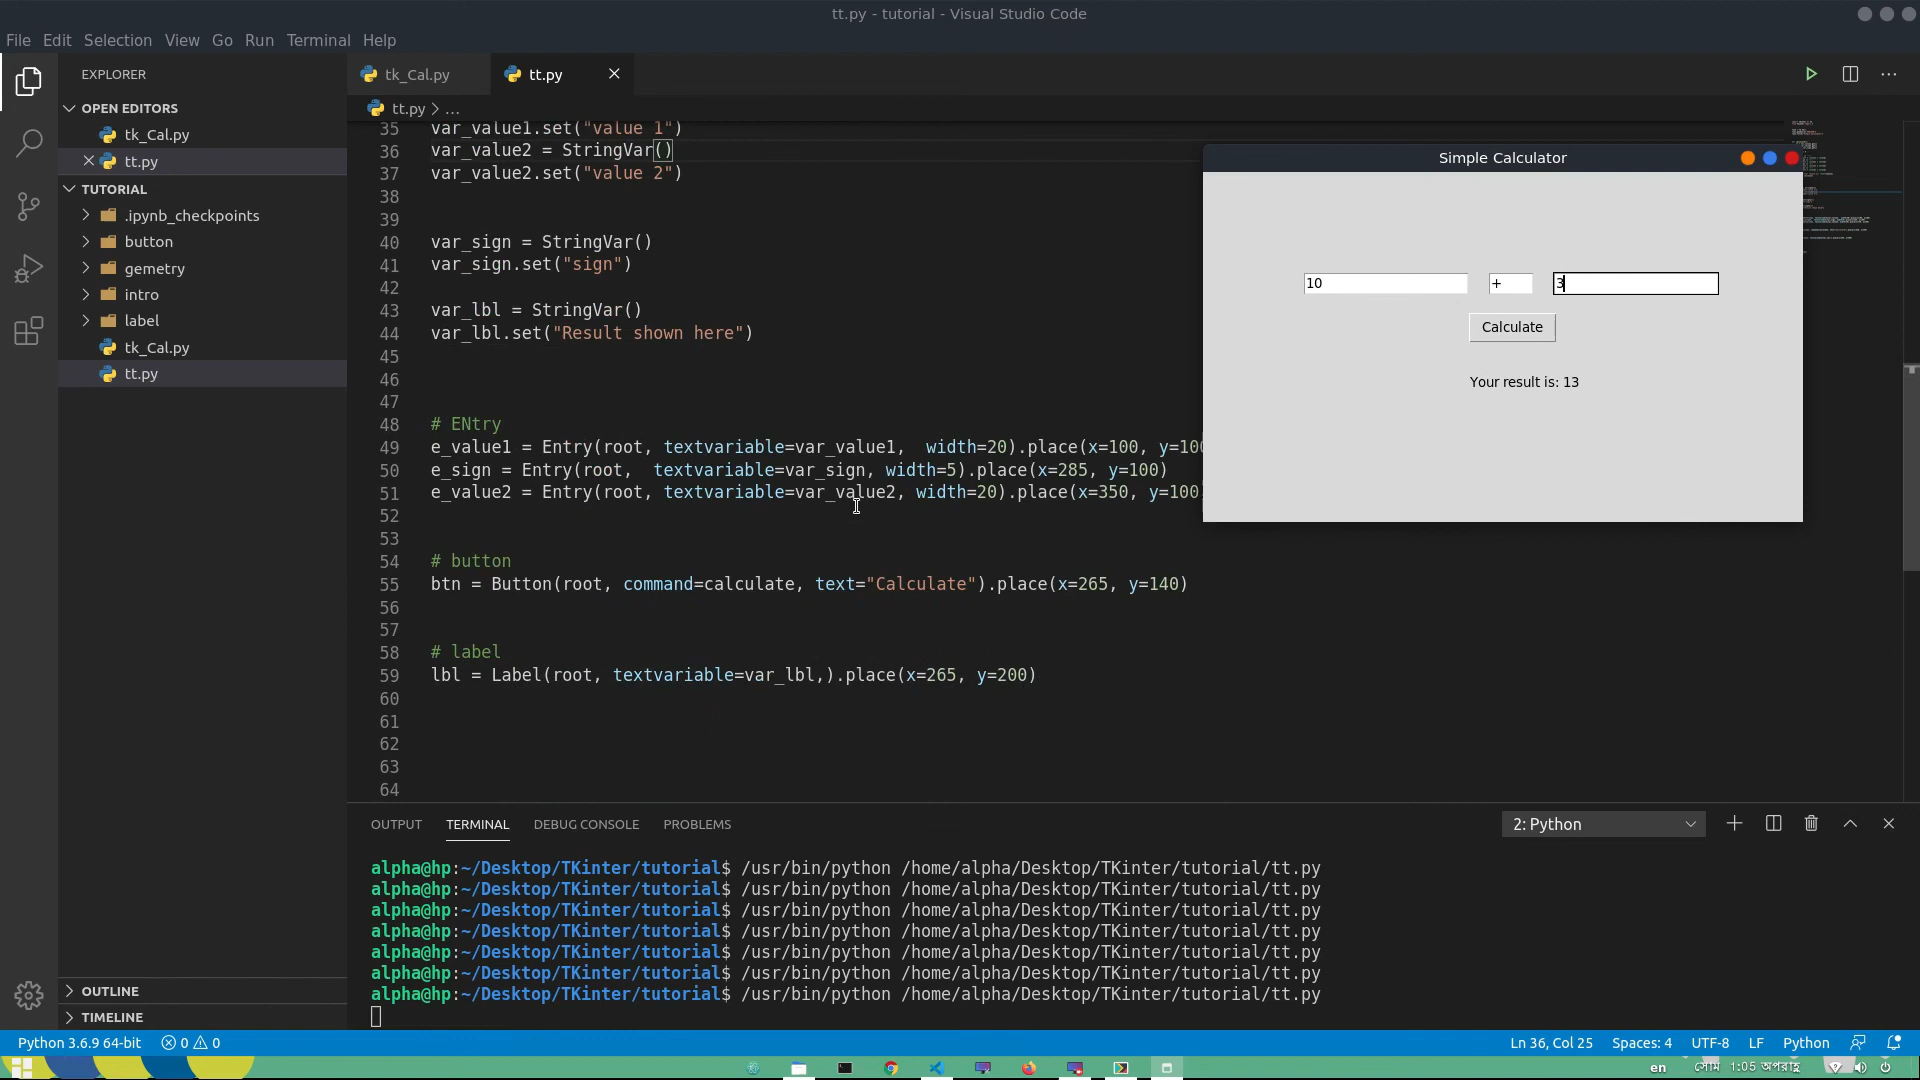 tt.py - tutorial - Visual Studio Code
File Edit Selection View Go Run Terminal Help
EXPLORER
OPEN EDITORS
tk_Cal.py
tt.py
TUTORIAL
.ipynb_checkpoints
button
gemetry
intro
label
tk_Cal.py
tt.py
OUTLINE
TIMELINE
tk_Cal.py
tt.py
tt.py > ...
35 var_value1.set("value 1")
36 var_value2 = StringVar()
37 var_value2.set("value 2")
38
39
40 var_sign = StringVar()
41 var_sign.set("sign")
42
43 var_lbl = StringVar()
44 var_lbl.set("Result shown here")
45
46
47
48 # ENtry
49 e_value1 = Entry(root, textvariable=var_value1,  width=20).place(x=100, y=100
50 e_sign = Entry(root,  textvariable=var_sign, width=5).place(x=285, y=100)
51 e_value2 = Entry(root, textvariable=var_value2, width=20).place(x=350, y=100
52
53
54 # button
55 btn = Button(root, command=calculate, text="Calculate").place(x=265, y=140)
56
57
58 # label
59 lbl = Label(root, textvariable=var_lbl,).place(x=265, y=200)
60
61
62
63
64
Simple Calculator
10 + 3
Calculate
Your result is: 13
OUTPUT TERMINAL DEBUG CONSOLE PROBLEMS
2: Python
alpha@hp:~/Desktop/TKinter/tutorial$ /usr/bin/python /home/alpha/Desktop/TKinter/tutorial/tt.py
alpha@hp:~/Desktop/TKinter/tutorial$ /usr/bin/python /home/alpha/Desktop/TKinter/tutorial/tt.py
alpha@hp:~/Desktop/TKinter/tutorial$ /usr/bin/python /home/alpha/Desktop/TKinter/tutorial/tt.py
alpha@hp:~/Desktop/TKinter/tutorial$ /usr/bin/python /home/alpha/Desktop/TKinter/tutorial/tt.py
alpha@hp:~/Desktop/TKinter/tutorial$ /usr/bin/python /home/alpha/Desktop/TKinter/tutorial/tt.py
alpha@hp:~/Desktop/TKinter/tutorial$ /usr/bin/python /home/alpha/Desktop/TKinter/tutorial/tt.py
alpha@hp:~/Desktop/TKinter/tutorial$ /usr/bin/python /home/alpha/Desktop/TKinter/tutorial/tt.py
Python 3.6.9 64-bit 0 0 Ln 36, Col 25 Spaces: 4 UTF-8 LF Python
en সোম 1:05 অপরাহ্ণ